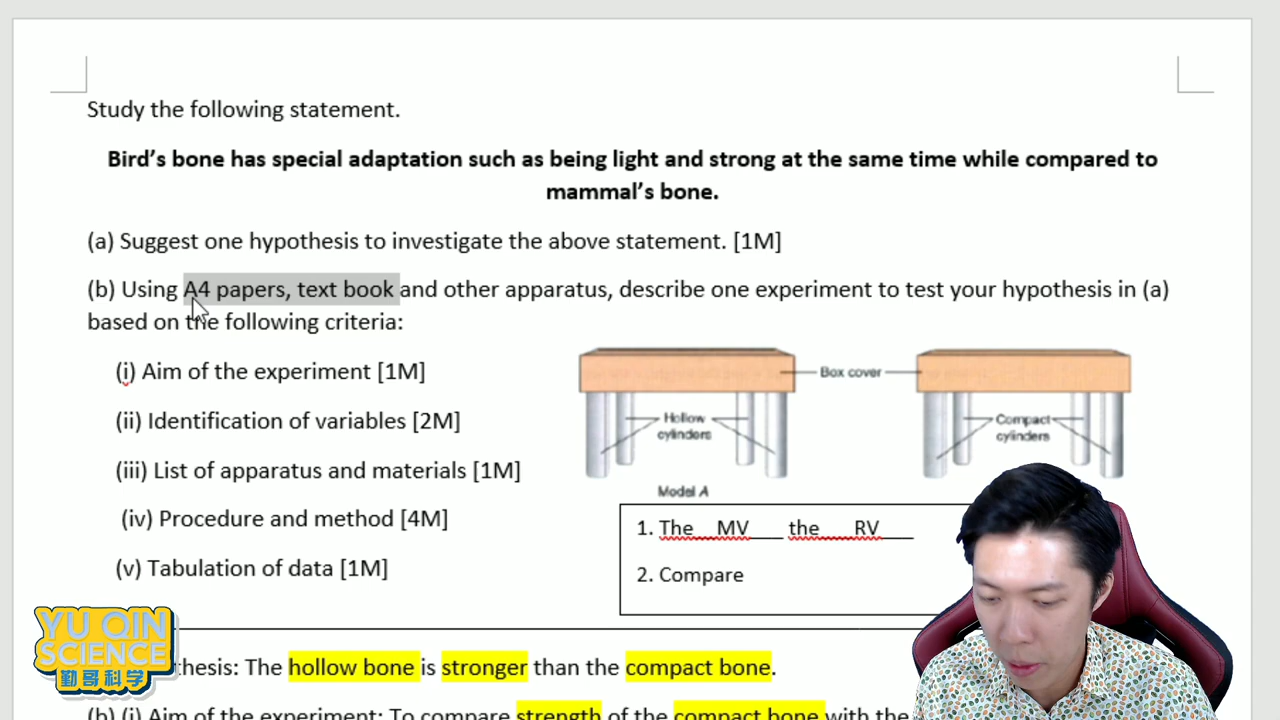 Study the following statement.
Bird's bone has special adaptation such as being light and strong at the same time while compared to
mammal's bone.
(a) Suggest one hypothesis to investigate the above statement. [1M]
(b) Using A4 papers, text book and other apparatus, describe one experiment to test your hypothesis in (a)
based on the following criteria:
(i) Aim of the experiment [1M]
(ii) Identification of variables [2M]
(iii) List of apparatus and materials [1M]
(iv) Procedure and method [4M]
(v) Tabulation of data [1M]
Box cover
Hollow
cylinders
Compact
cylinders
Model A
1. The__MV____ the___RV____
2. Compare
YU QIN
SCIENCE
勤哥科学
thesis: The hollow bone is stronger than the compact bone.
(b) (i) Aim of the experiment: To compare strength of the compact bone with the